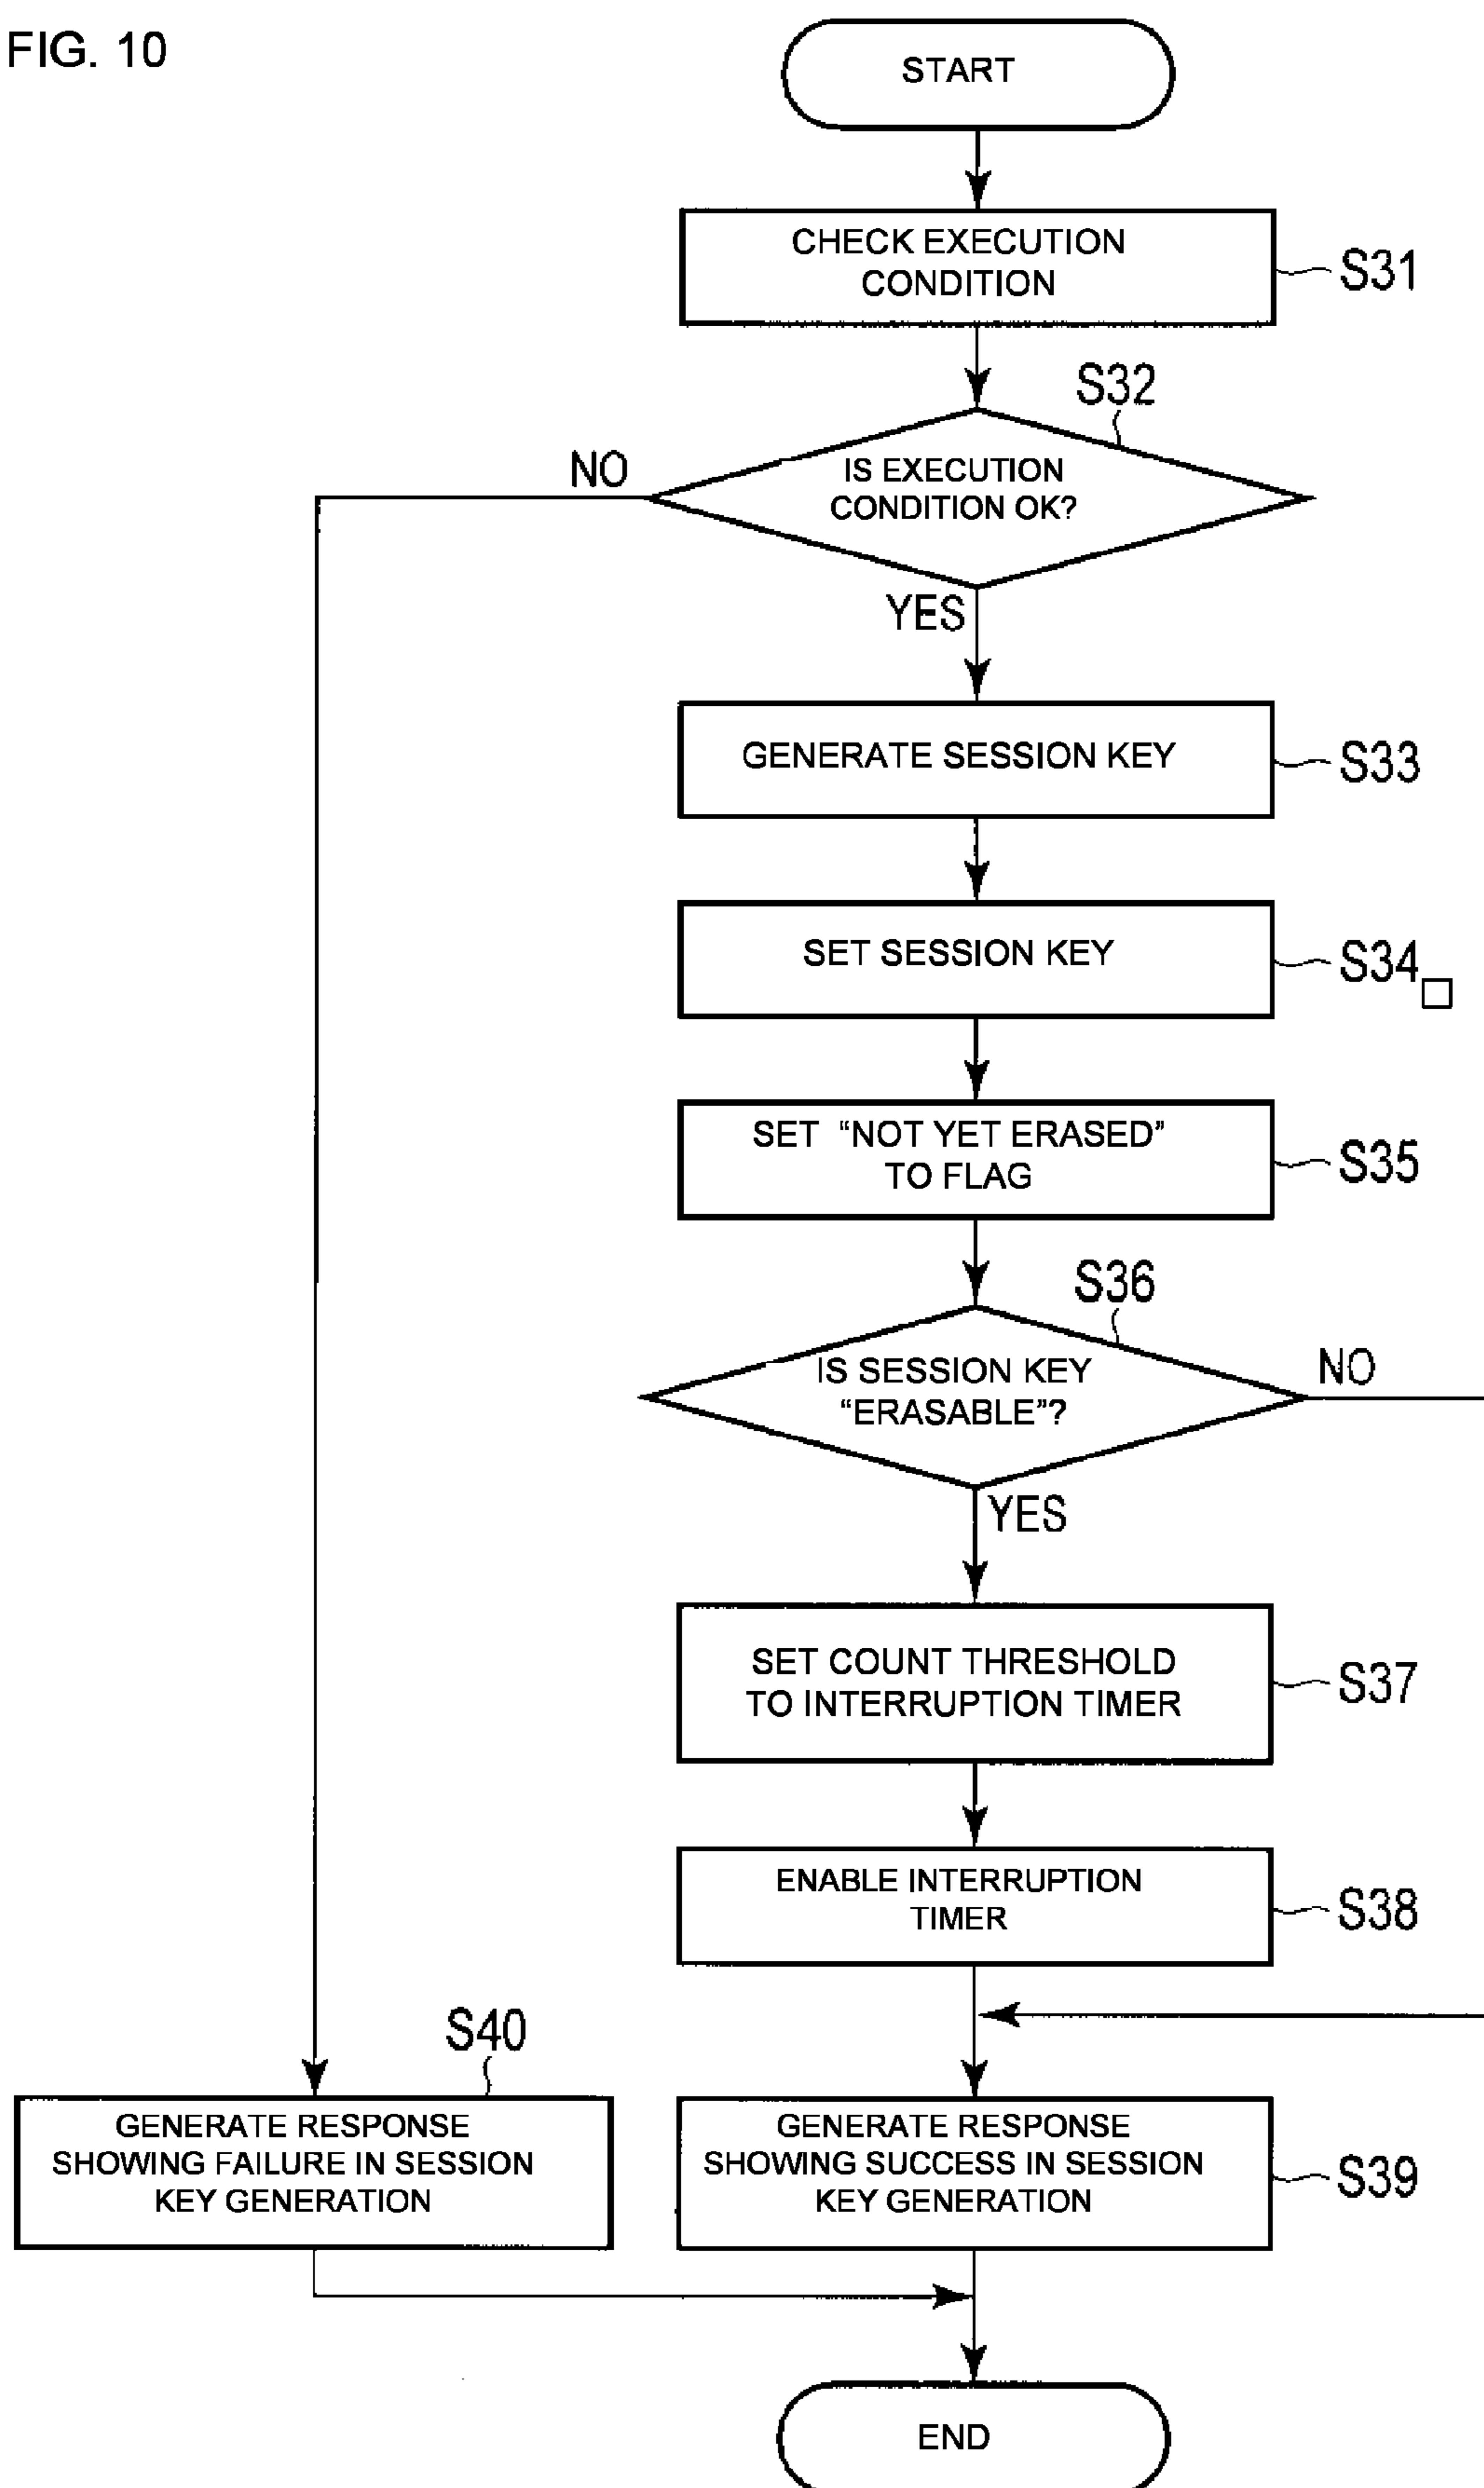 FIG. 10
START
CHECK EXECUTION
CONDITION
S31
S32
IS EXECUTION
CONDITION OK?
NO
YES
GENERATE SESSION KEY
S33
SET SESSION KEY
S34
SET “NOT YET ERASED”
TO FLAG
S35
S36
IS SESSION KEY
“ERASABLE”?
NO
YES
SET COUNT THRESHOLD
TO INTERRUPTION TIMER
S37
ENABLE INTERRUPTION
TIMER
S38
S40
GENERATE RESPONSE
SHOWING FAILURE IN SESSION
KEY GENERATION
GENERATE RESPONSE
SHOWING SUCCESS IN SESSION
KEY GENERATION
S39
END